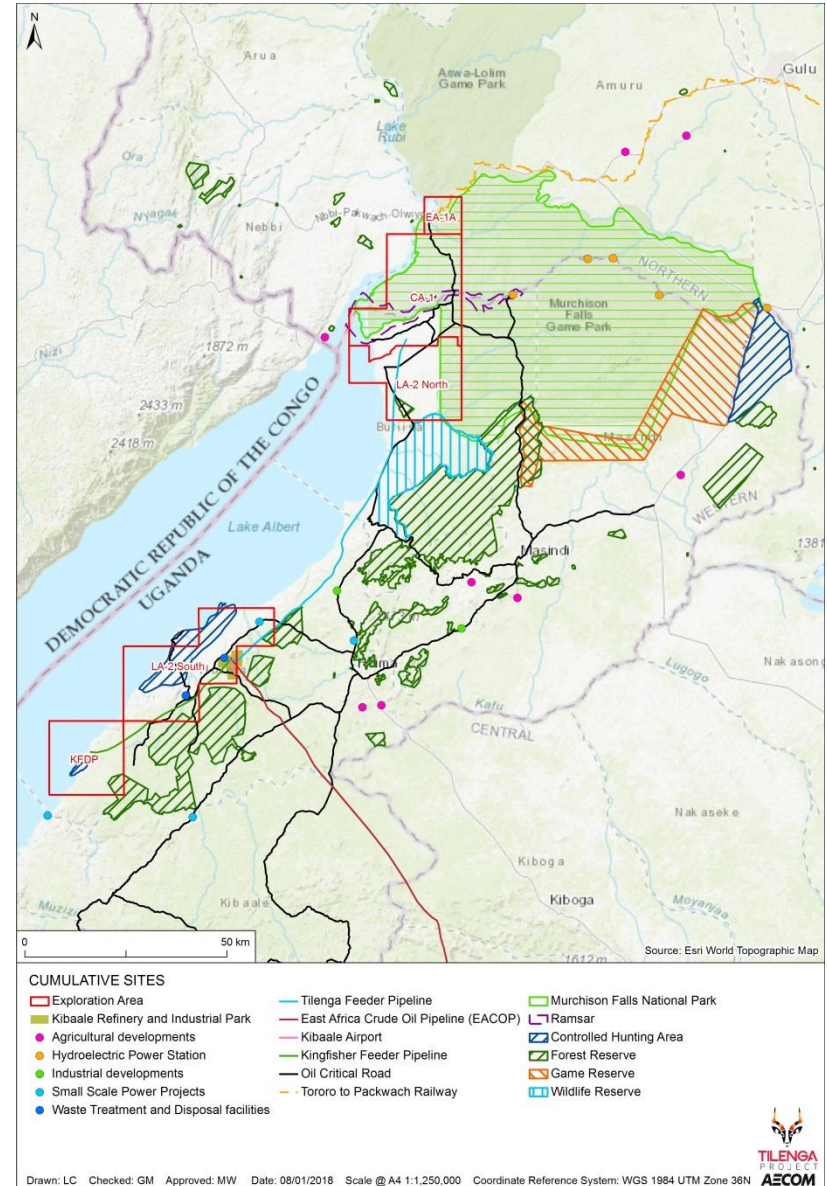 N
Arua
Aswa-Lolim
Game Park
Amuru
Gulu
Lake
Rubi
Ora
Nyagak
Nebbi
Nbbi-Pakwach-Olwiyo
EA-1A
NORTHERN
CA-1
Murchison
Falls
Game Park
Nizi
1872 m
LA-2 North
2433 m
2418 m
Buliisa
Masindi
WESTERN
DEMOCRATIC REPUBLIC OF THE CONGO
UGANDA
Lake Albert
Masindi
1381
LA-2 South
Nakasong
Lugogo
Kafu
CENTRAL
KFDP
Nakaseke
Kiboga
Kibaale
Kiboga
Muzizi
Moyanyaa
1612 m
0
50 km
Source: Esri World Topographic Map
CUMULATIVE SITES
Exploration Area
Kibaale Refinery and Industrial Park
Agricultural developments
Hydroelectric Power Station
Industrial developments
Small Scale Power Projects
Waste Treatment and Disposal facilities
Tilenga Feeder Pipeline
East Africa Crude Oil Pipeline (EACOP)
Kibaale Airport
Kingfisher Feeder Pipeline
Oil Critical Road
Tororo to Packwach Railway
Murchison Falls National Park
Ramsar
Controlled Hunting Area
Forest Reserve
Game Reserve
Wildlife Reserve
TILENGA
PROJECT
AECOM
Drawn: LC Checked: GM Approved: MW Date: 08/01/2018 Scale @ A4 1:1,250,000 Coordinate Reference System: WGS 1984 UTM Zone 36N